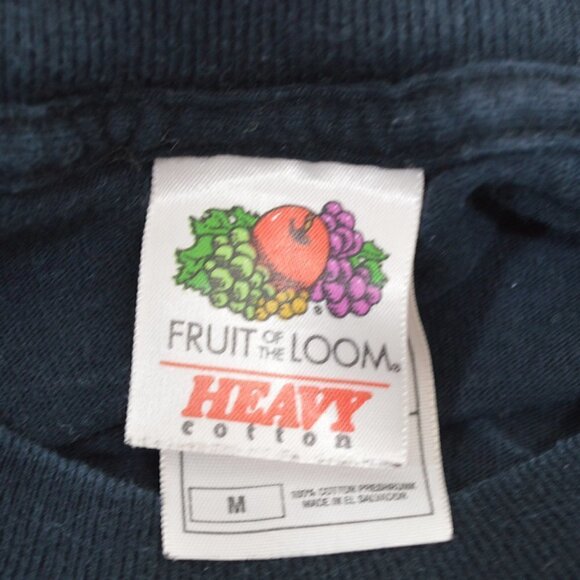 FRUIT OF THE LOOM®
HEAVY
cotton
M
100% COTTON PRESHRUNK
MADE IN EL SALVADOR